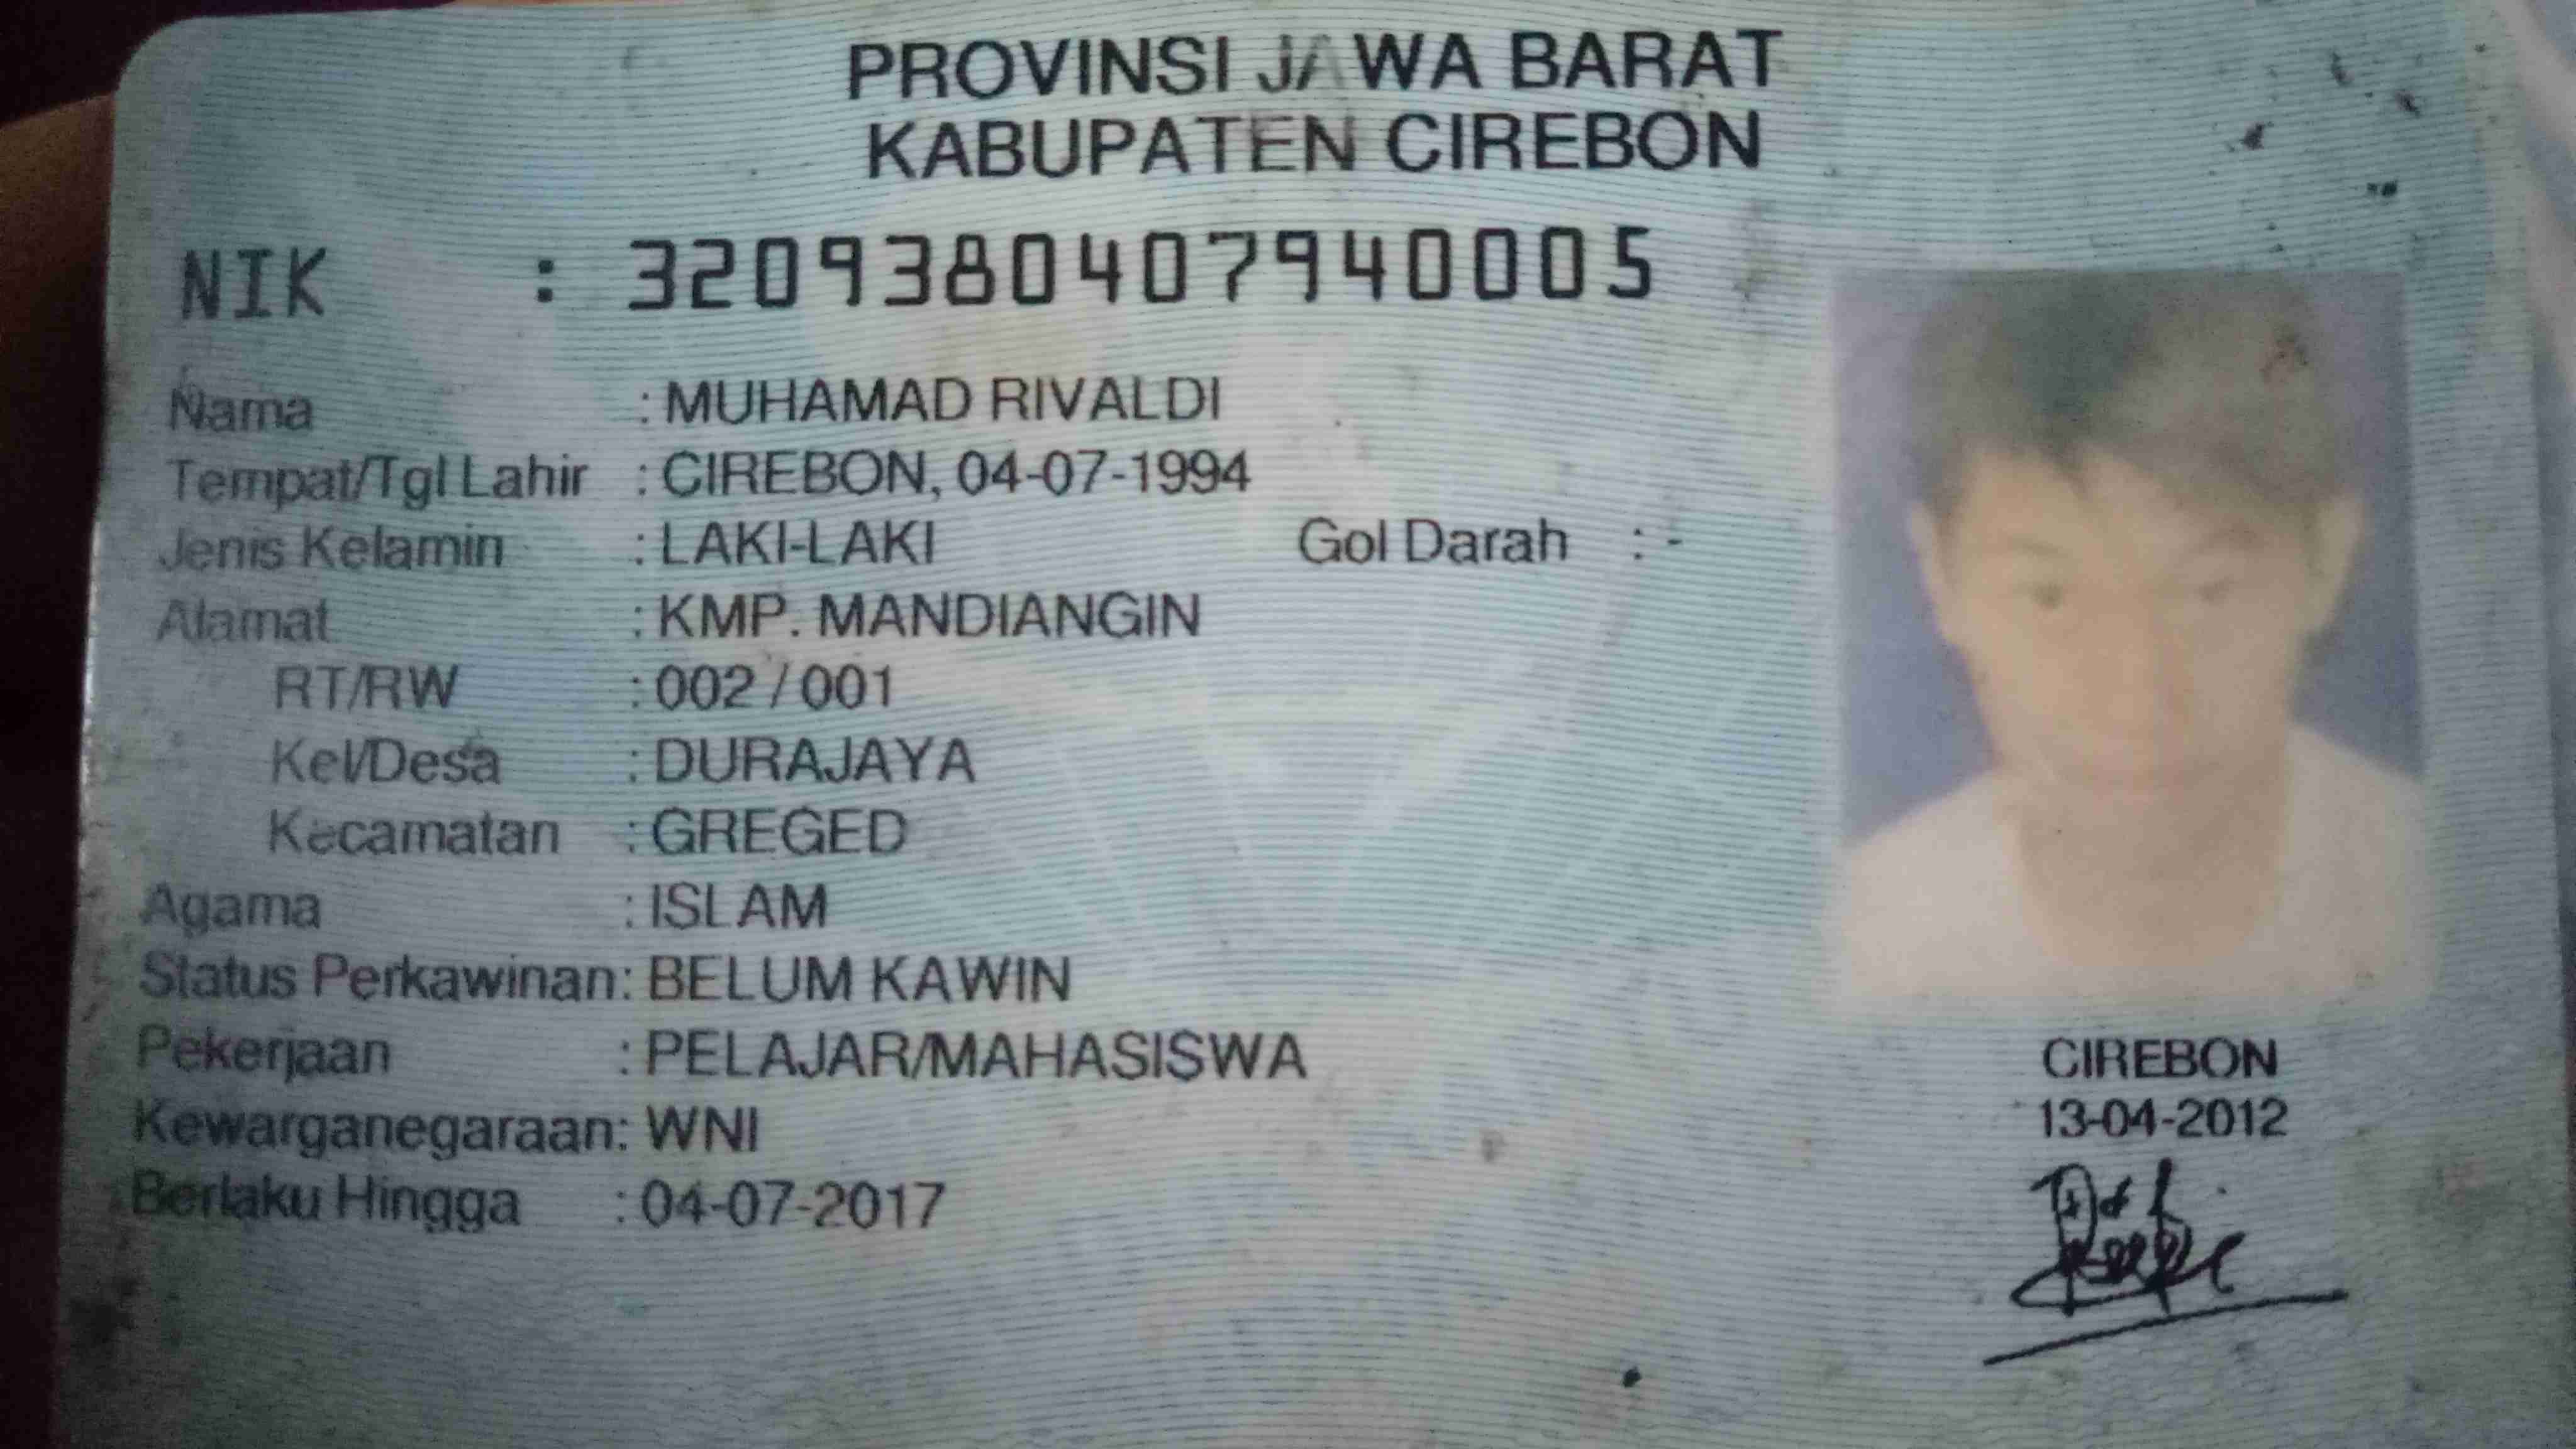 PROVINSI JAWA BARAT
KABUPATEN CIREBON
NIK : 3209380407940005
Nama : MUHAMAD RIVALDI
Tempat/Tgl Lahir : CIREBON, 04-07-1994
Jenis Kelamin : LAKI-LAKI Gol Darah : -
Alamat : KMP. MANDIANGIN
RT/RW : 002 / 001
Kel/Desa : DURAJAYA
Kecamatan : GREGED
Agama : ISLAM
Status Perkawinan: BELUM KAWIN
Pekerjaan : PELAJAR/MAHASISWA
Kewarganegaraan: WNI
Berlaku Hingga : 04-07-2017
CIREBON
13-04-2012